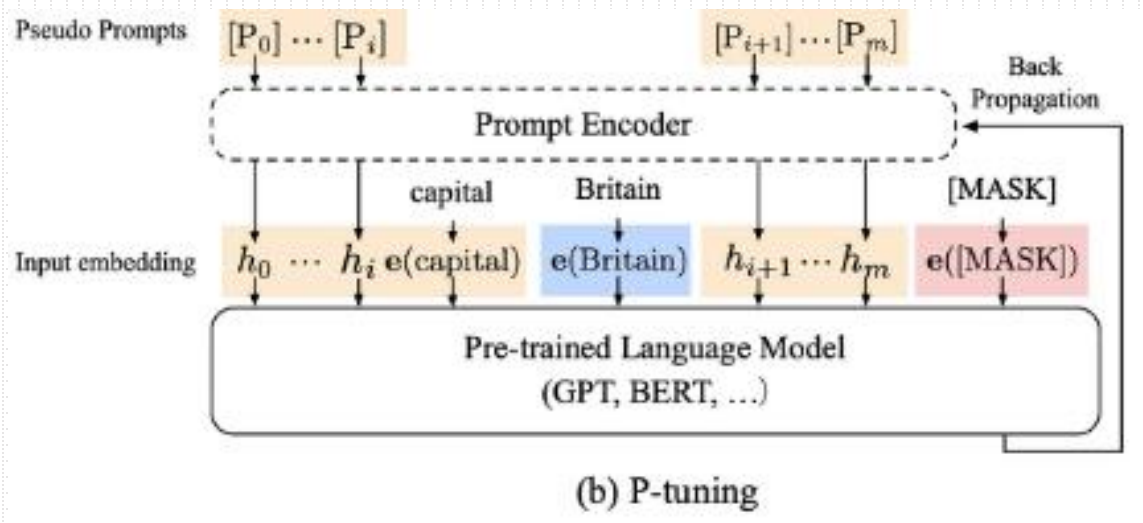 Pseudo Prompts [P₀] ⋯ [Pᵢ] [Pᵢ₊₁] ⋯ [Pₘ]
Back
Propagation
Prompt Encoder
capital Britain [MASK]
Input embedding h₀ ⋯ hᵢ e(capital) e(Britain) hᵢ₊₁ ⋯ hₘ e([MASK])
Pre-trained Language Model
(GPT, BERT, …)
(b) P-tuning